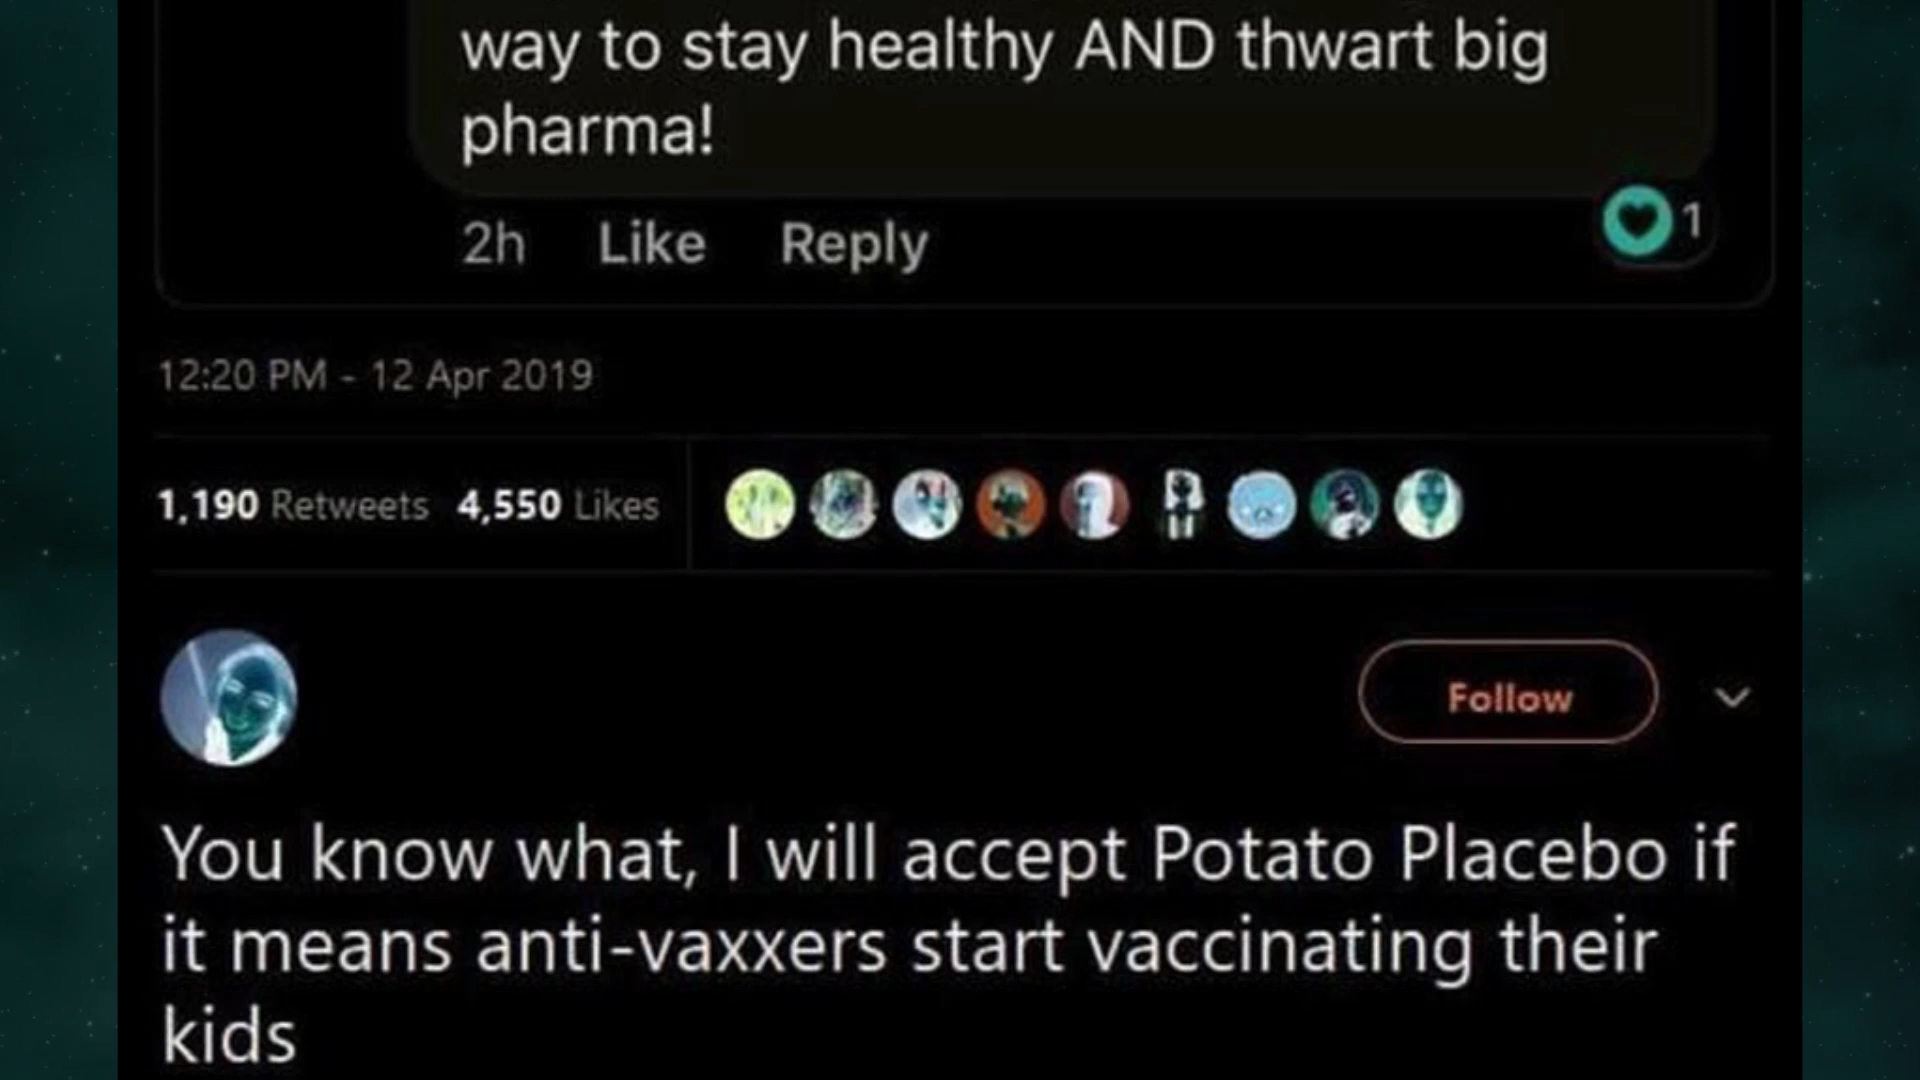 way to stay healthy AND thwart big
pharma!
2h Like Reply 1
12:20 PM - 12 Apr 2019
1,190 Retweets 4,550 Likes
Follow
You know what, I will accept Potato Placebo if
it means anti-vaxxers start vaccinating their
kids